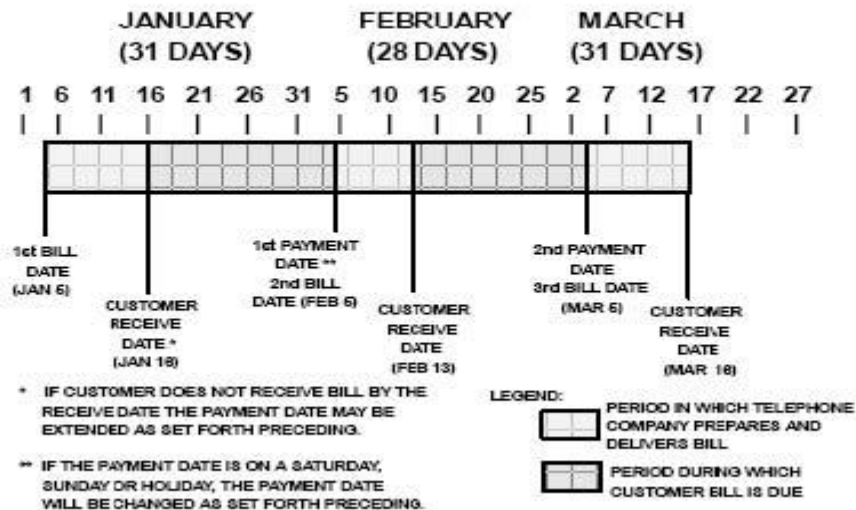 JANUARY
(31 DAYS)
FEBRUARY
(28 DAYS)
MARCH
(31 DAYS)
1 6 11 16 21 26 31 5 10 15 20 25 2 7 12 17 22 27
1st BILL
DATE
(JAN 5)
CUSTOMER
RECEIVE
DATE *
(JAN 16)
1st PAYMENT
DATE **
2nd BILL
DATE (FEB 5)
CUSTOMER
RECEIVE
DATE
(FEB 13)
2nd PAYMENT
DATE
3rd BILL DATE
(MAR 5)
CUSTOMER
RECEIVE
DATE
(MAR 16)
* IF CUSTOMER DOES NOT RECEIVE BILL BY THE
RECEIVE DATE THE PAYMENT DATE MAY BE
EXTENDED AS SET FORTH PRECEDING.
** IF THE PAYMENT DATE IS ON A SATURDAY,
SUNDAY OR HOLIDAY, THE PAYMENT DATE
WILL BE CHANGED AS SET FORTH PRECEDING.
LEGEND:
PERIOD IN WHICH TELEPHONE
COMPANY PREPARES AND
DELIVERS BILL
PERIOD DURING WHICH
CUSTOMER BILL IS DUE